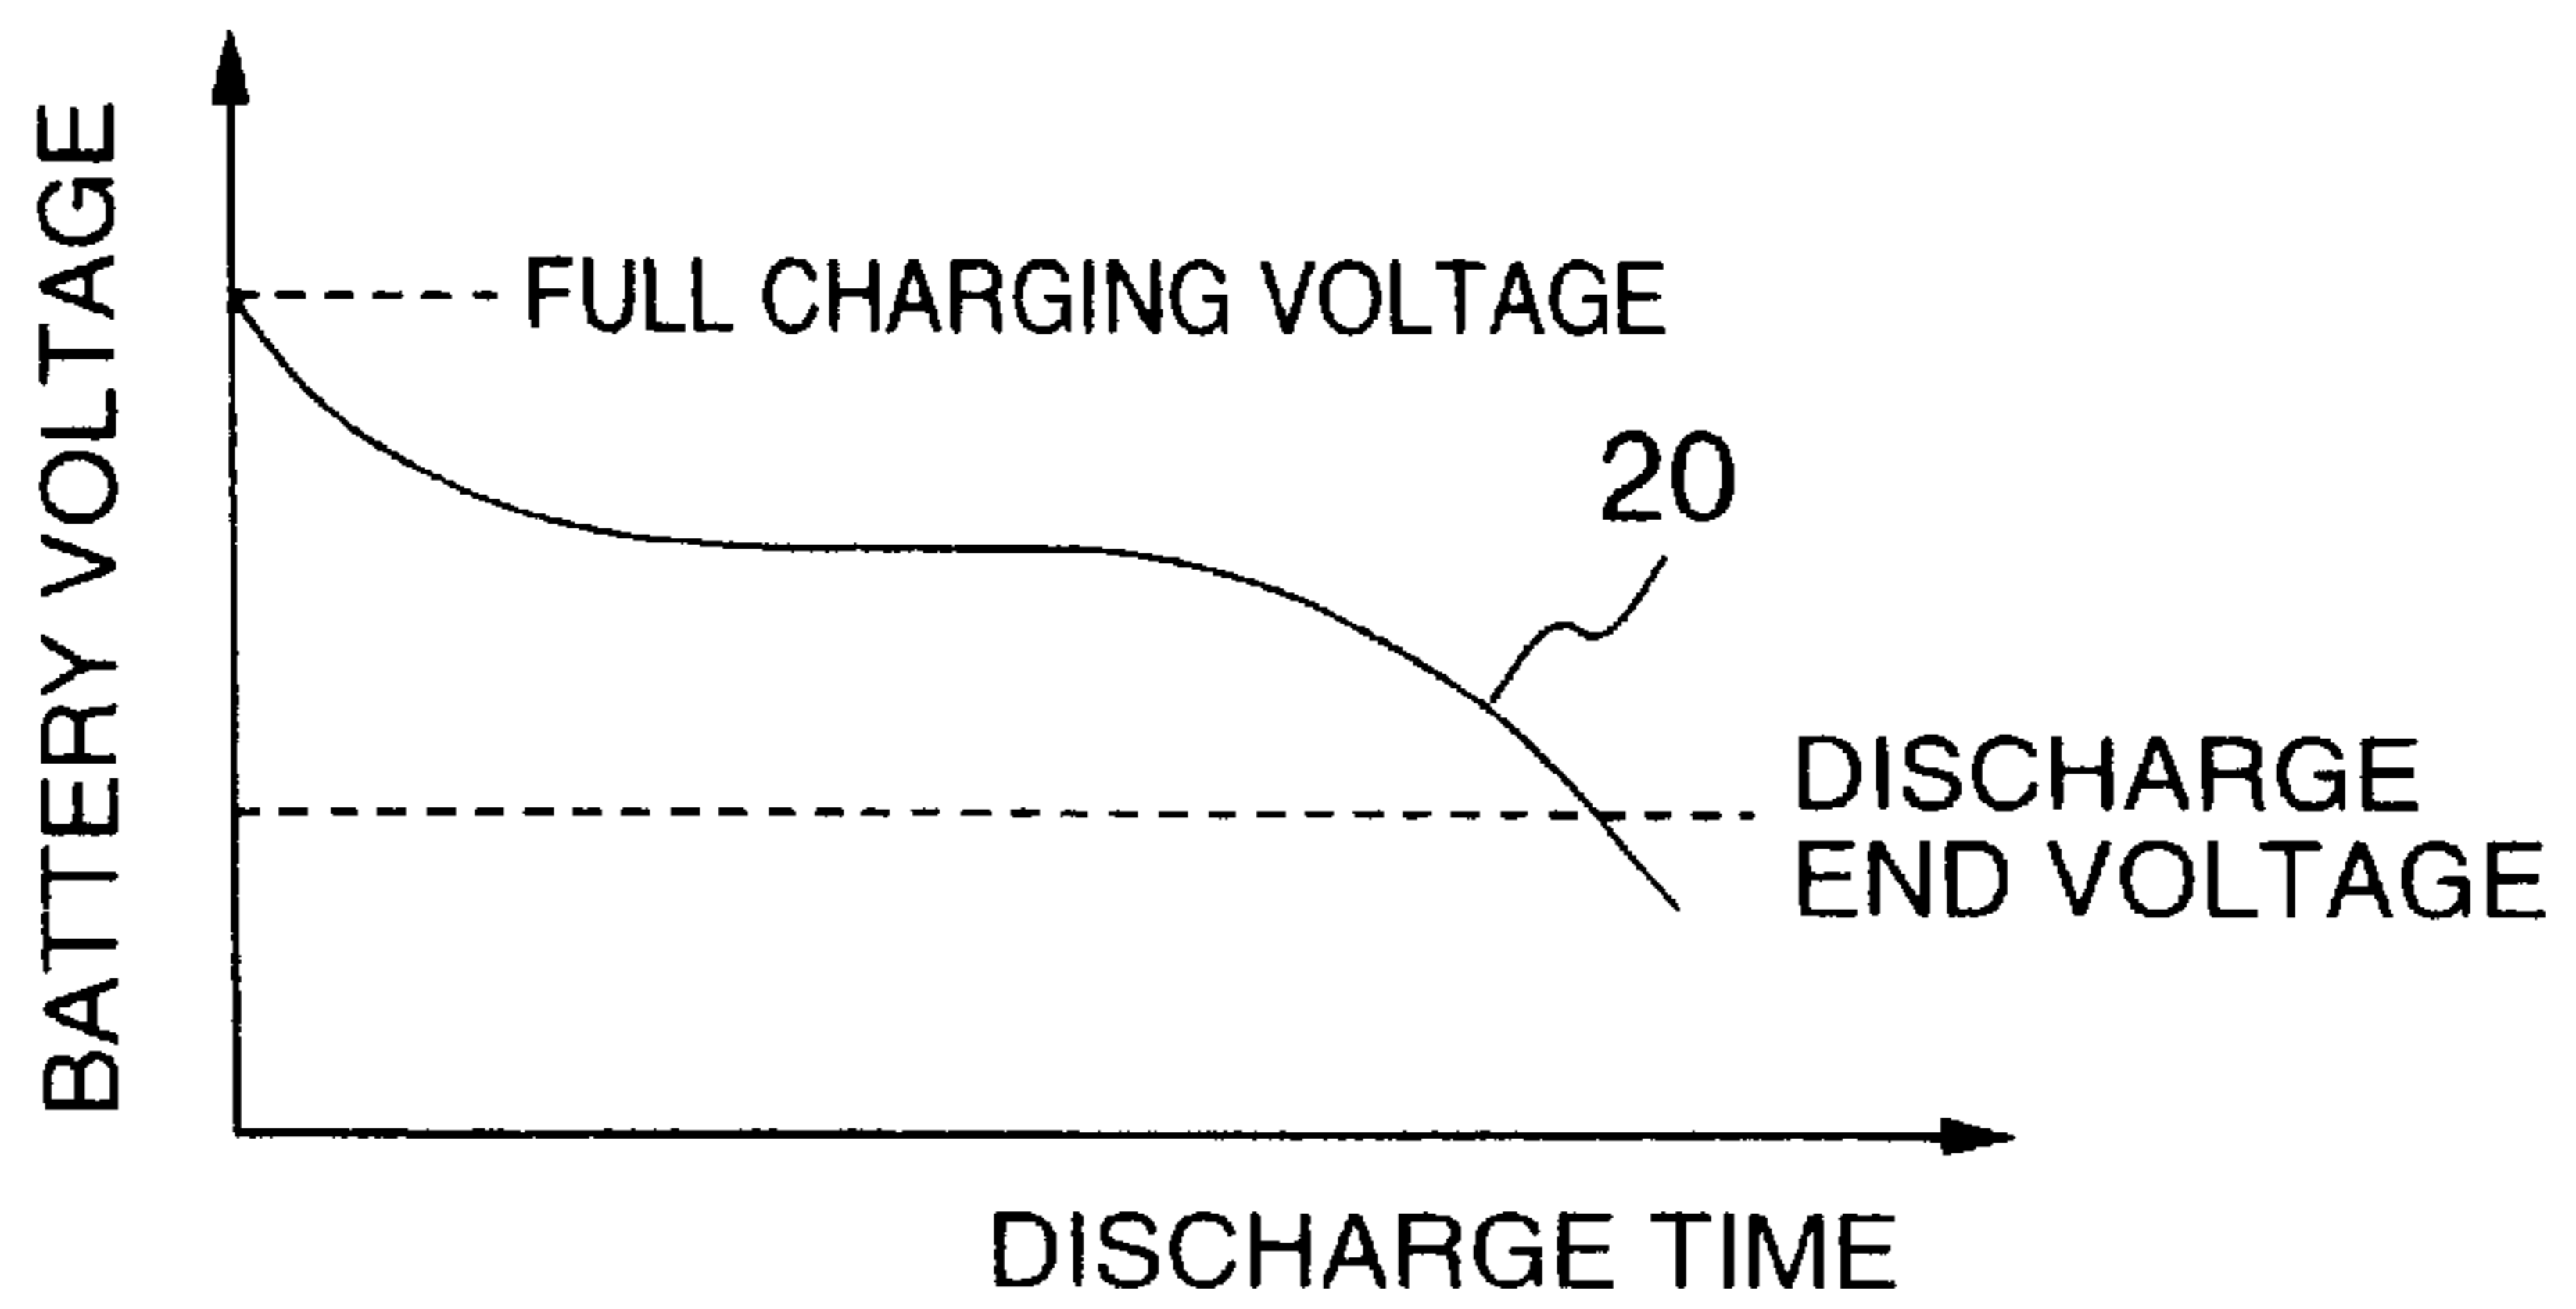 BATTERY VOLTAGE
FULL CHARGING VOLTAGE
20
DISCHARGE
END VOLTAGE
DISCHARGE TIME